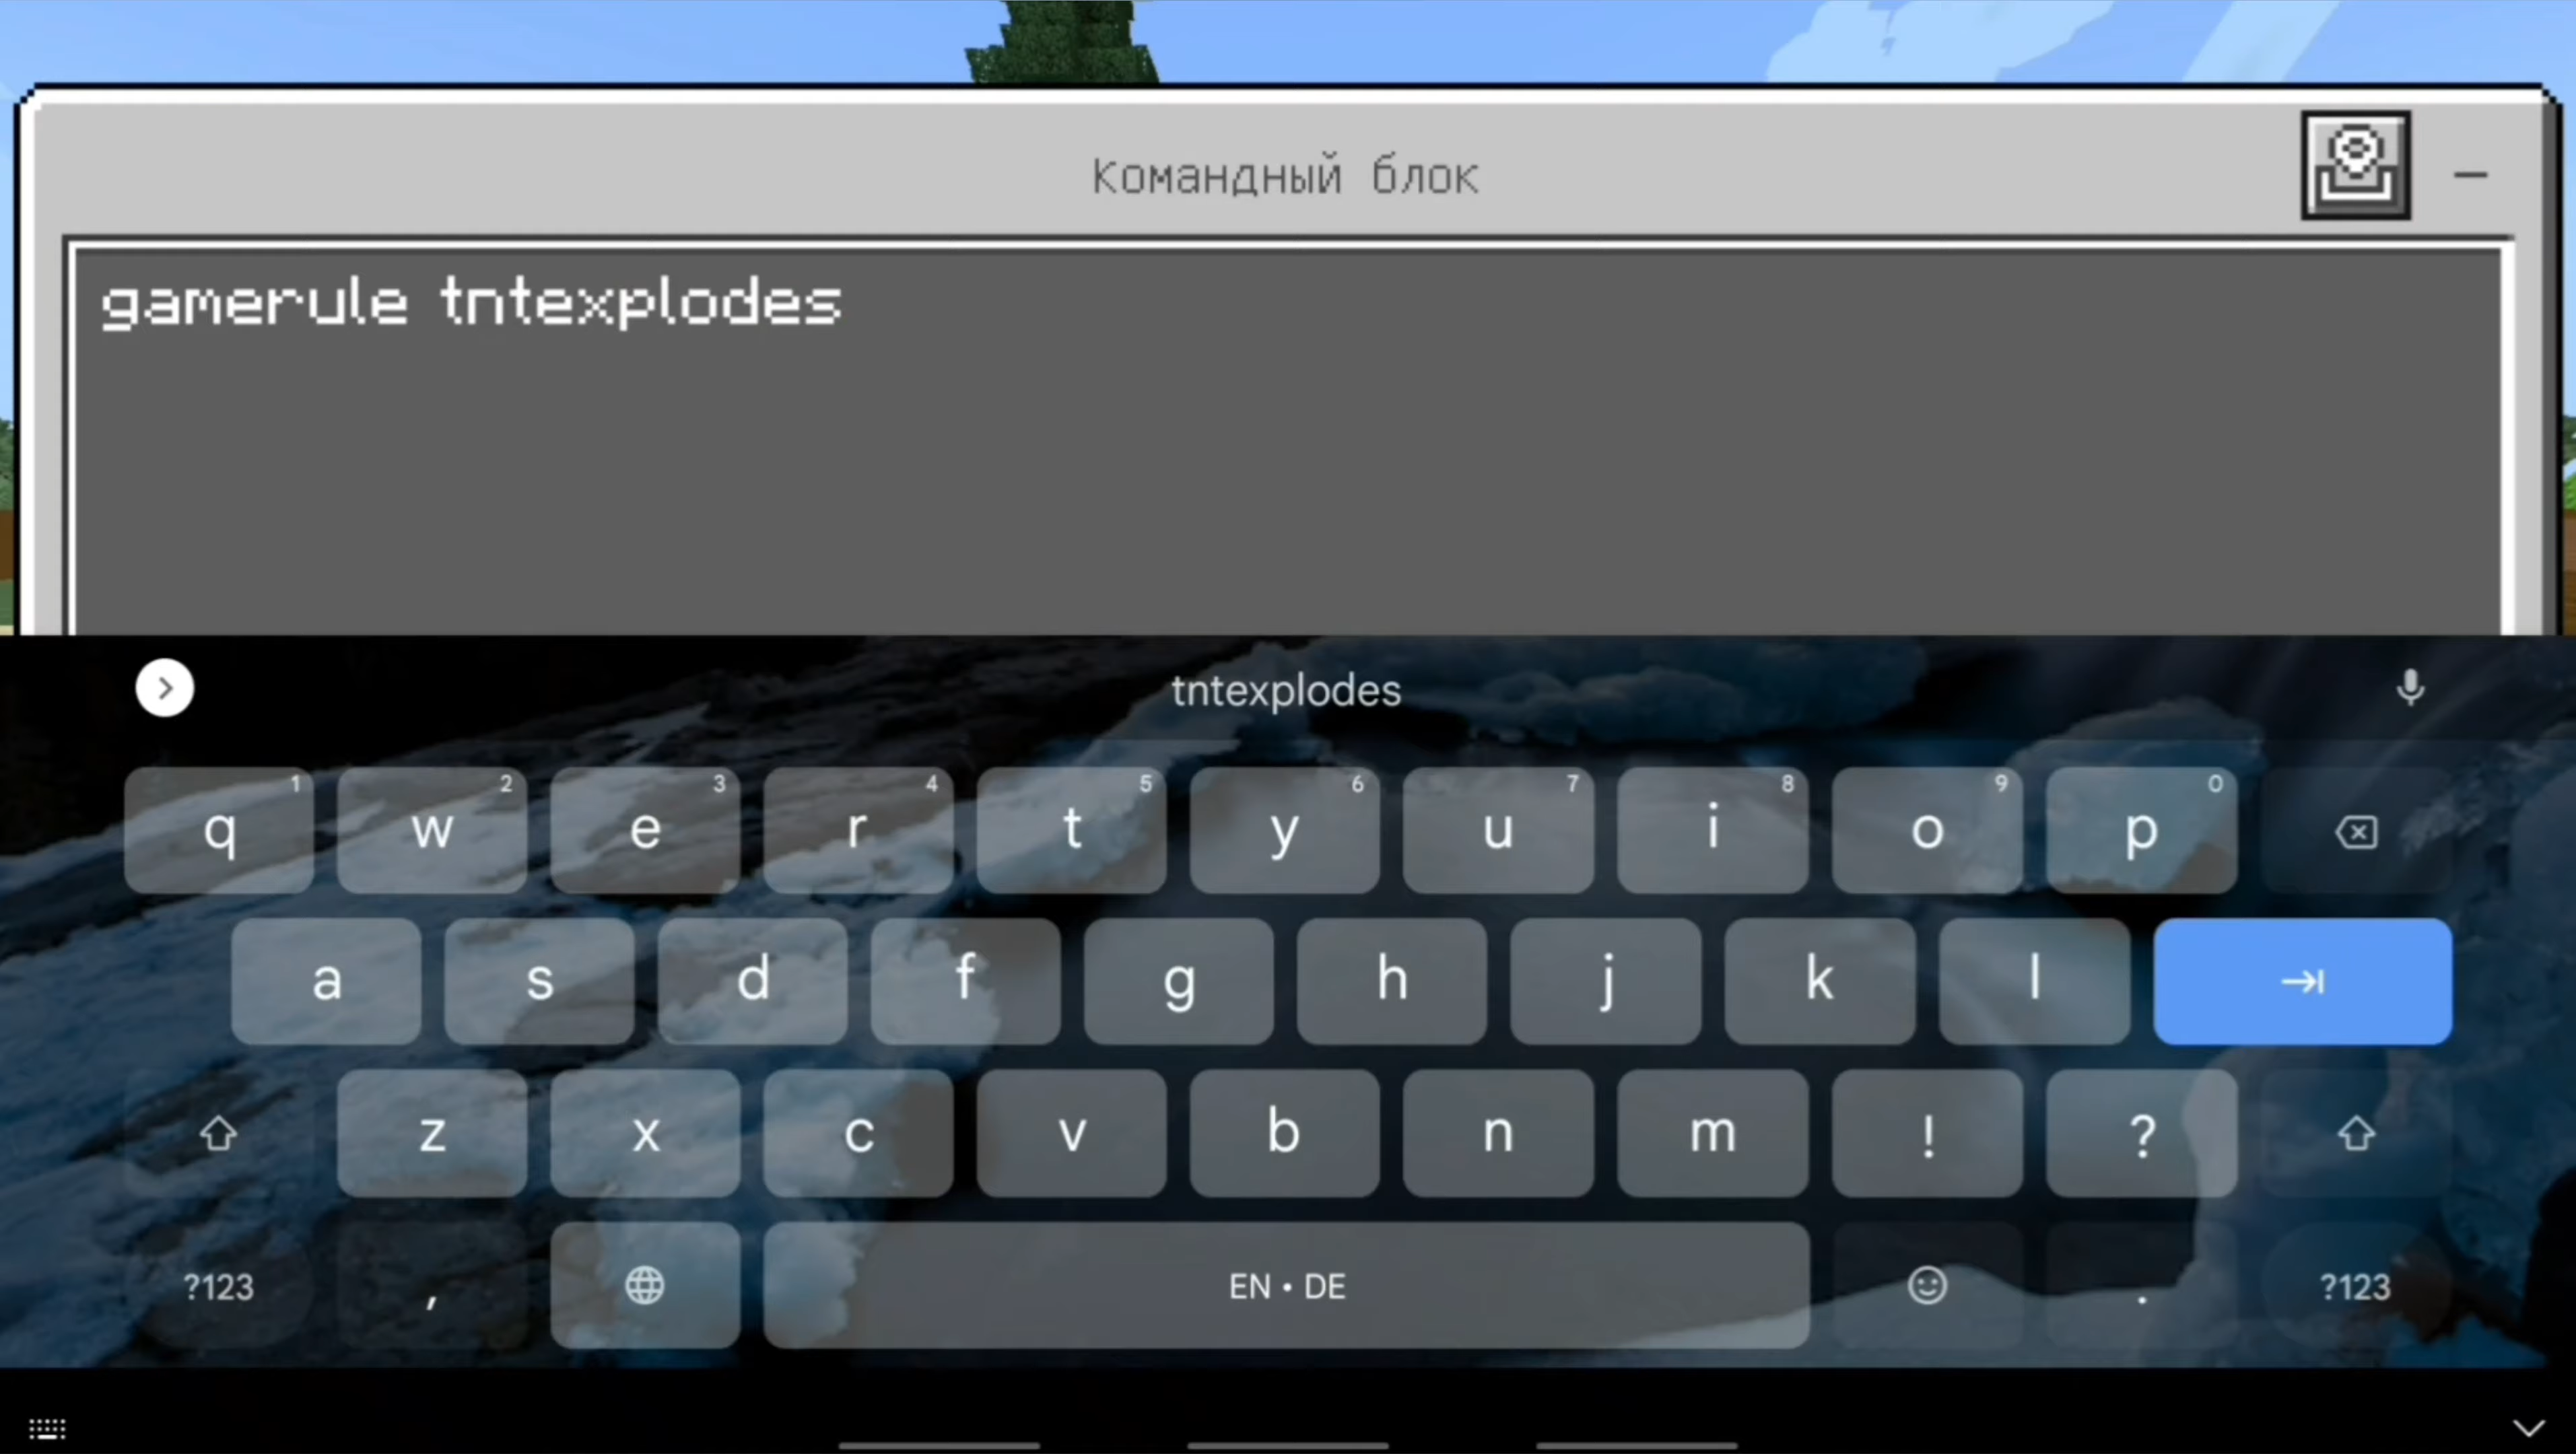 Командный блок
gamerule tntexplodes
tntexplodes
q 1 w 2 e 3 r 4 t 5 y 6 u 7 i 8 o 9 p 0
a s d f g h j k l
z x c v b n m ! ?
?123 , EN • DE . ?123